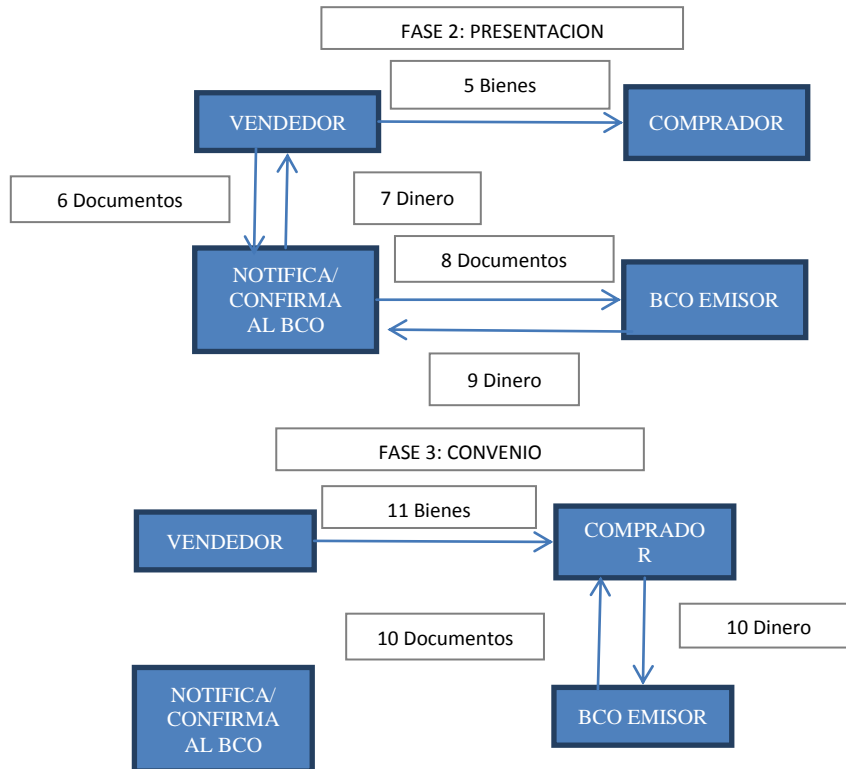 FASE 2: PRESENTACION
5 Bienes
VENDEDOR
COMPRADOR
6 Documentos
7 Dinero
NOTIFICA/
CONFIRMA
AL BCO
8 Documentos
BCO EMISOR
9 Dinero
FASE 3: CONVENIO
11 Bienes
VENDEDOR
COMPRADO
R
10 Documentos
10 Dinero
NOTIFICA/
CONFIRMA
AL BCO
BCO EMISOR